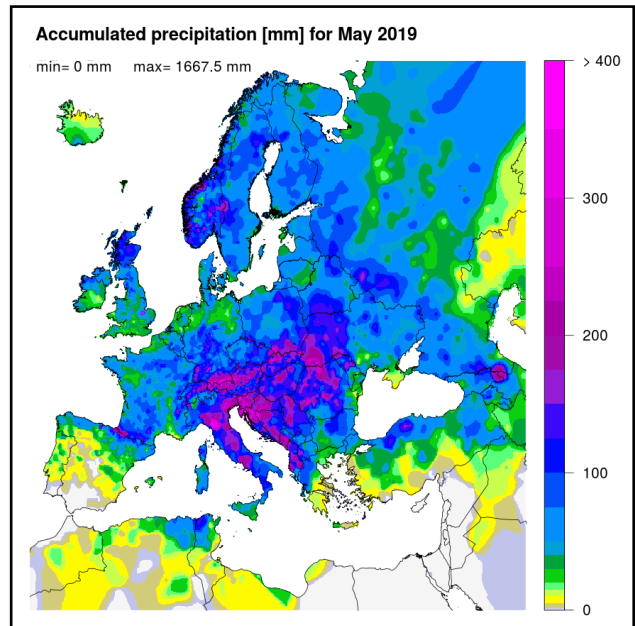 Accumulated precipitation [mm] for May 2019
min= 0 mm max= 1667.5 mm
> 400
300
200
100
0